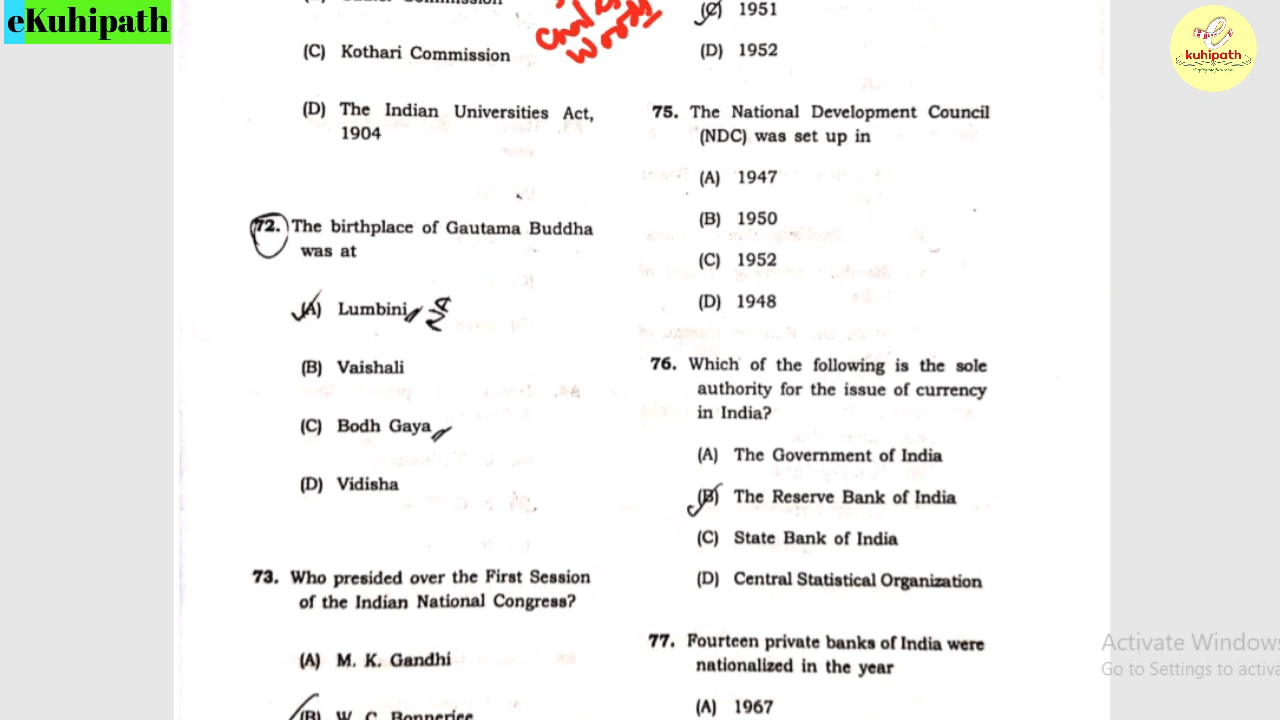 eKuhipath
(C) Kothari Commission
(D) The Indian Universities Act,
1904
72. The birthplace of Gautama Buddha
was at
(A) Lumbini
(B) Vaishali
(C) Bodh Gaya
(D) Vidisha
73. Who presided over the First Session
of the Indian National Congress?
(A) M. K. Gandhi
(B) W. C. Bonnerjee
(C) 1951
(D) 1952
75. The National Development Council
(NDC) was set up in
(A) 1947
(B) 1950
(C) 1952
(D) 1948
76. Which of the following is the sole
authority for the issue of currency
in India?
(A) The Government of India
(B) The Reserve Bank of India
(C) State Bank of India
(D) Central Statistical Organization
77. Fourteen private banks of India were
nationalized in the year
(A) 1967
kuhipath
Activate Windows
Go to Settings to activa